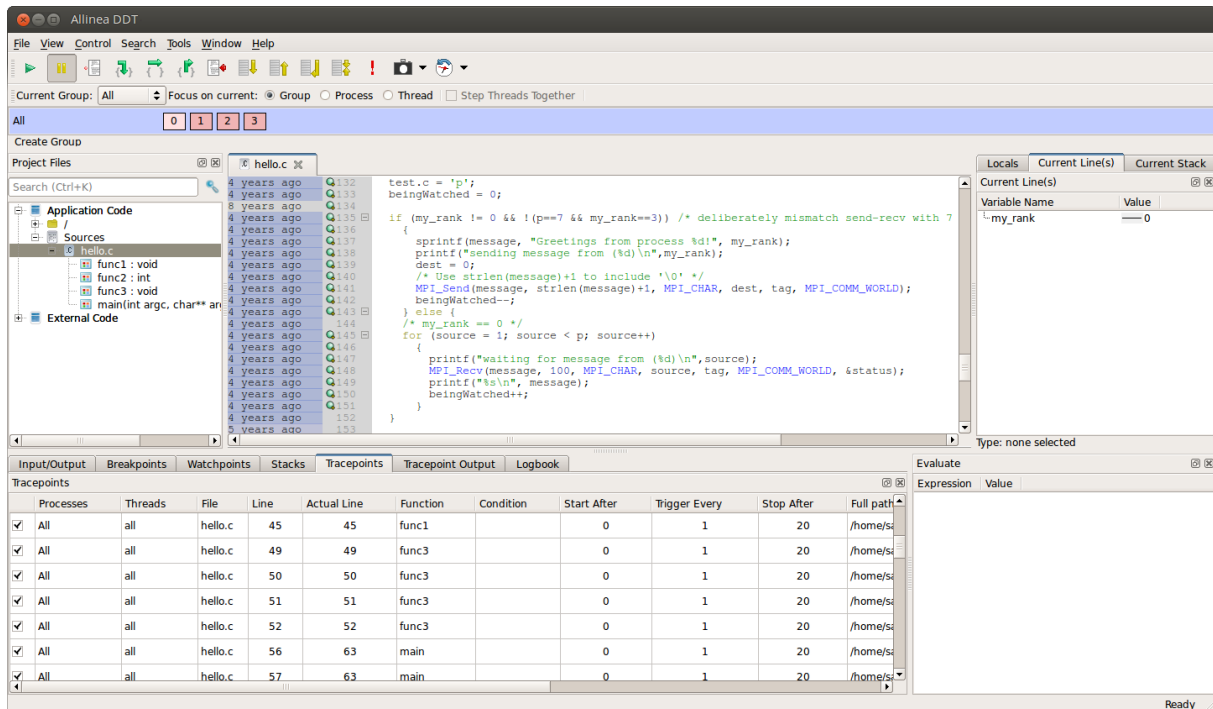 Allinea DDT
File View Control Search Tools Window Help
Current Group: All Focus on current: Group Process Thread Step Threads Together
All 0 1 2 3
Create Group
Project Files
Search (Ctrl+K)
Application Code
/
Sources
hello.c
func1 : void
func2 : int
func3 : void
main(int argc, char** ar
External Code
hello.c
4 years ago 132 test.c = 'p';
4 years ago 133 beingWatched = 0;
8 years ago 134
4 years ago 135 if (my_rank != 0 && !(p==7 && my_rank==3)) /* deliberately mismatch send-recv with 7
4 years ago 136 {
4 years ago 137 sprintf(message, "Greetings from process %d!", my_rank);
4 years ago 138 printf("sending message from (%d)\n",my_rank);
4 years ago 139 dest = 0;
4 years ago 140 /* Use strlen(message)+1 to include '\0' */
4 years ago 141 MPI_Send(message, strlen(message)+1, MPI_CHAR, dest, tag, MPI_COMM_WORLD);
4 years ago 142 beingWatched--;
4 years ago 143 } else {
4 years ago 144 /* my_rank == 0 */
4 years ago 145 for (source = 1; source < p; source++)
4 years ago 146 {
4 years ago 147 printf("waiting for message from (%d)\n",source);
4 years ago 148 MPI_Recv(message, 100, MPI_CHAR, source, tag, MPI_COMM_WORLD, &status);
4 years ago 149 printf("%s\n", message);
4 years ago 150 beingWatched++;
4 years ago 151 }
4 years ago 152 }
5 years ago 153
Locals Current Line(s) Current Stack
Current Line(s)
Variable Name Value
my_rank 0
Type: none selected
Input/Output Breakpoints Watchpoints Stacks Tracepoints Tracepoint Output Logbook
Tracepoints
Processes Threads File Line Actual Line Function Condition Start After Trigger Every Stop After Full path
All all hello.c 45 45 func1 0 1 20 /home/sa
All all hello.c 49 49 func3 0 1 20 /home/sa
All all hello.c 50 50 func3 0 1 20 /home/sa
All all hello.c 51 51 func3 0 1 20 /home/sa
All all hello.c 52 52 func3 0 1 20 /home/sa
All all hello.c 56 63 main 0 1 20 /home/sa
All all hello.c 57 63 main 0 1 20 /home/sa
Evaluate
Expression Value
Ready